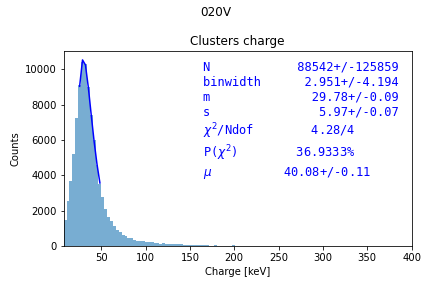 020V
Clusters charge
N 88542+/-125859
binwidth 2.951+/-4.194
m 29.78+/-0.09
s 5.97+/-0.07
χ²/Ndof 4.28/4
P(χ²) 36.9333%
μ 40.08+/-0.11
Counts
10000
8000
6000
4000
2000
0
50 100 150 200 250 300 350 400
Charge [keV]